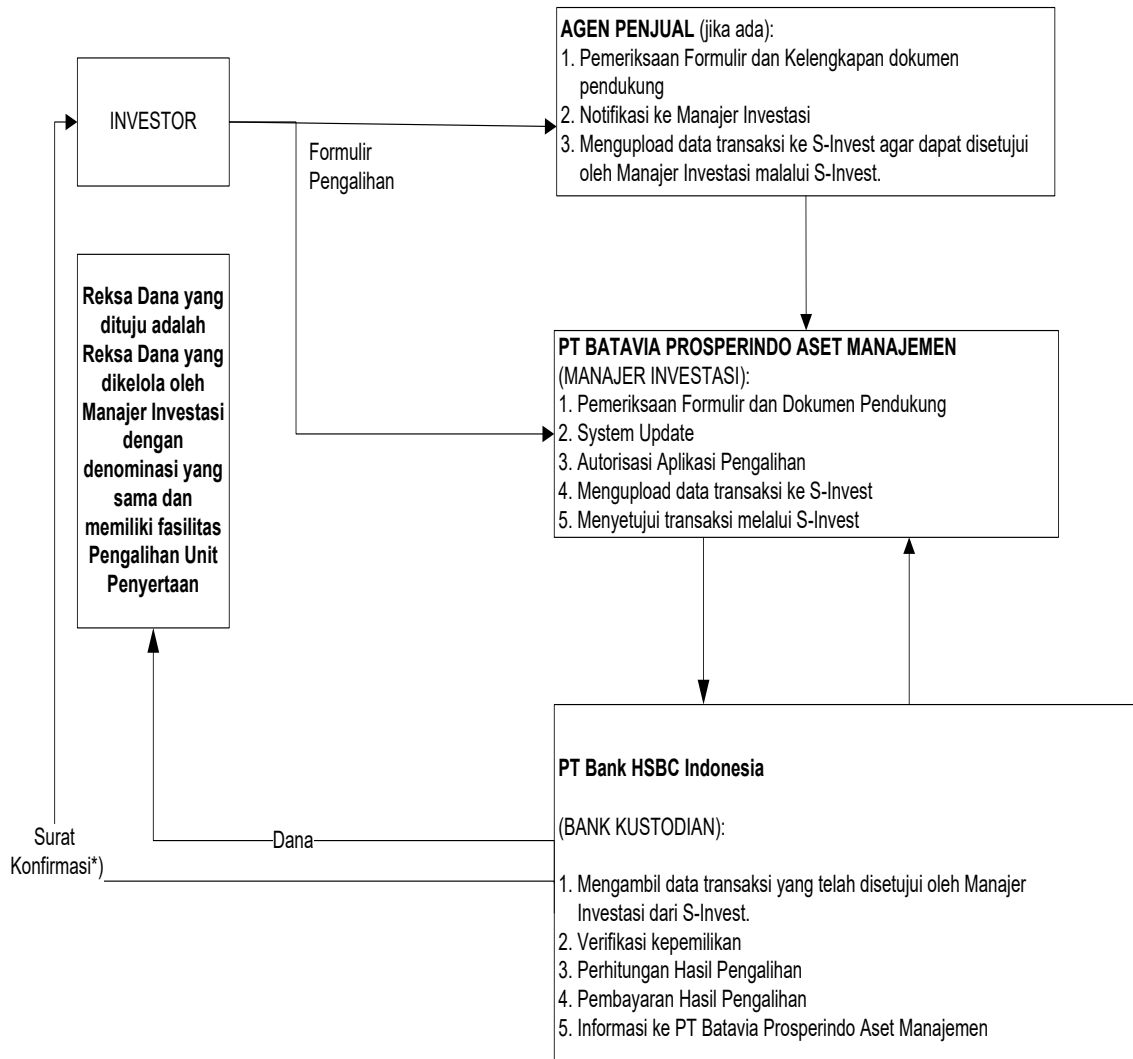 AGEN PENJUAL (jika ada):
1. Pemeriksaan Formulir dan Kelengkapan dokumen
pendukung
2. Notifikasi ke Manajer Investasi
3. Mengupload data transaksi ke S-Invest agar dapat disetujui
oleh Manajer Investasi malalui S-Invest.
INVESTOR
Formulir
Pengalihan
Reksa Dana yang
dituju adalah
Reksa Dana yang
dikelola oleh
Manajer Investasi
dengan
denominasi yang
sama dan
memiliki fasilitas
Pengalihan Unit
Penyertaan
PT BATAVIA PROSPERINDO ASET MANAJEMEN
(MANAJER INVESTASI):
1. Pemeriksaan Formulir dan Dokumen Pendukung
2. System Update
3. Autorisasi Aplikasi Pengalihan
4. Mengupload data transaksi ke S-Invest
5. Menyetujui transaksi melalui S-Invest
Surat
Konfirmasi*)
Dana
PT Bank HSBC Indonesia
(BANK KUSTODIAN):
1. Mengambil data transaksi yang telah disetujui oleh Manajer
Investasi dari S-Invest.
2. Verifikasi kepemilikan
3. Perhitungan Hasil Pengalihan
4. Pembayaran Hasil Pengalihan
5. Informasi ke PT Batavia Prosperindo Aset Manajemen